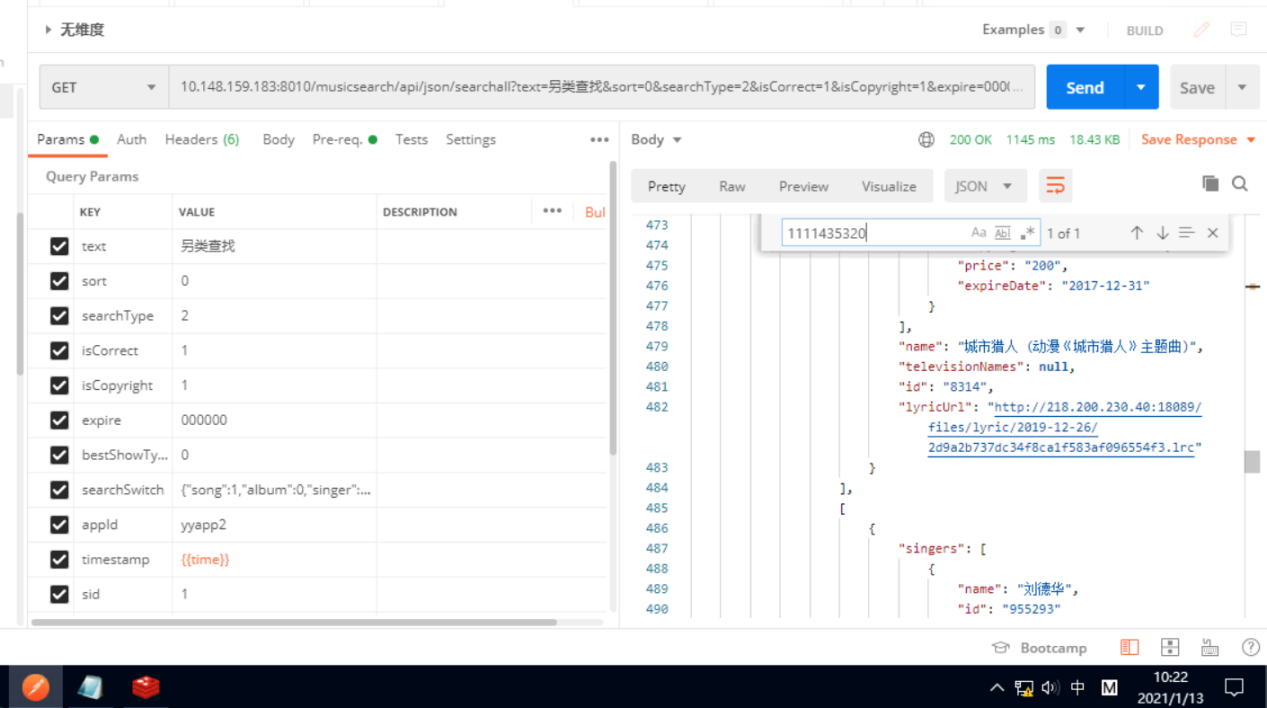 无维度
Examples 0
BUILD
GET
10.148.159.183:8010/musicsearch/api/json/searchall?text=另类查找&sort=0&searchType=2&isCorrect=1&isCopyright=1&expire=000(...
Send
Save
Params
Auth
Headers (6)
Body
Pre-req.
Tests
Settings
•••
Query Params
KEY VALUE DESCRIPTION ••• Bul
text 另类查找
sort 0
searchType 2
isCorrect 1
isCopyright 1
expire 000000
bestShowTy... 0
searchSwitch {"song":1,"album":0,"singer":...
appId yyapp2
timestamp {{time}}
sid 1
Body
200 OK 1145 ms 18.43 KB Save Response
Pretty Raw Preview Visualize JSON
1111435320 Aa Abl .* 1 of 1
473
474
475 "price": "200",
476 "expireDate": "2017-12-31"
477 }
478 ],
479 "name": "城市猎人 (动漫《城市猎人》主题曲)",
480 "televisionNames": null,
481 "id": "8314",
482 "lyricUrl": "http://218.200.230.40:18089/
files/lyric/2019-12-26/
2d9a2b737dc34f8ca1f583af096554f3.lrc"
483 }
484 ],
485 [
486 {
487 "singers": [
488 {
489 "name": "刘德华",
490 "id": "955293"
Bootcamp
中 M
10:22
2021/1/13